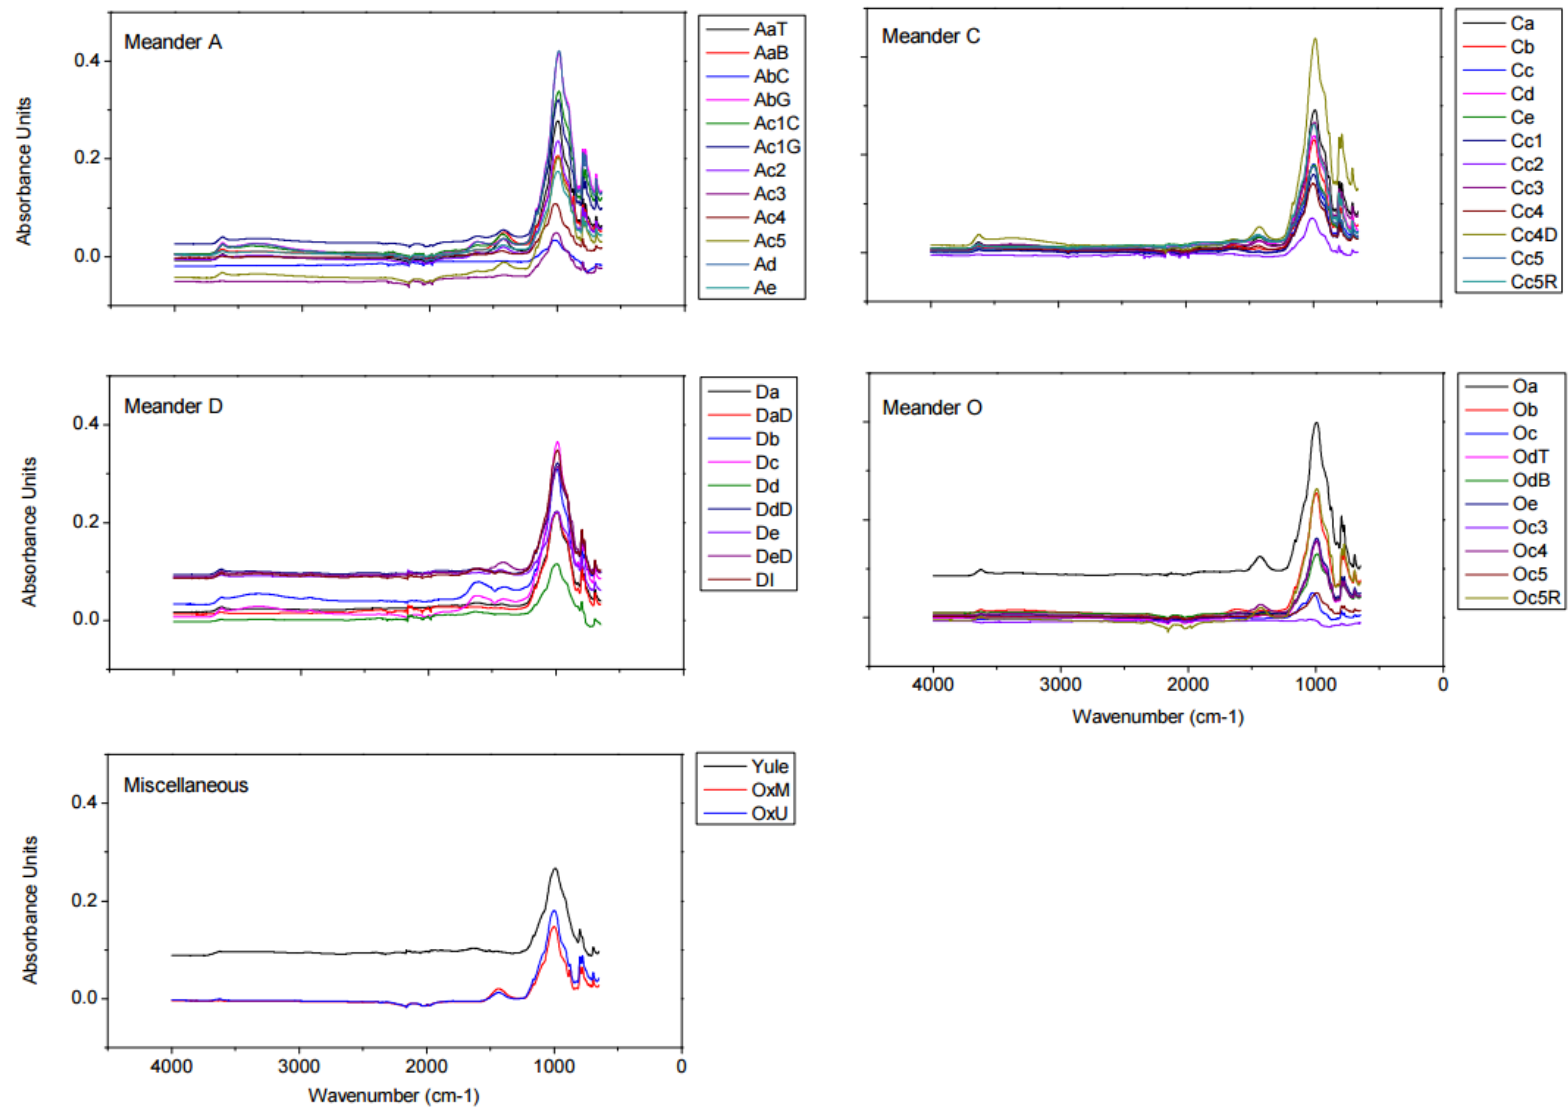 Meander A
Absorbance Units
0.4
0.2
0.0
AaT
AaB
AbC
AbG
Ac1C
Ac1G
Ac2
Ac3
Ac4
Ac5
Ad
Ae
Meander C
Ca
Cb
Cc
Cd
Ce
Cc1
Cc2
Cc3
Cc4
Cc4D
Cc5
Cc5R
Meander D
Absorbance Units
0.4
0.2
0.0
Da
DaD
Db
Dc
Dd
DdD
De
DeD
DI
Meander O
Oa
Ob
Oc
OdT
OdB
Oe
Oc3
Oc4
Oc5
Oc5R
4000 3000 2000 1000 0
Wavenumber (cm-1)
Miscellaneous
Absorbance Units
0.4
0.2
0.0
Yule
OxM
OxU
4000 3000 2000 1000 0
Wavenumber (cm-1)